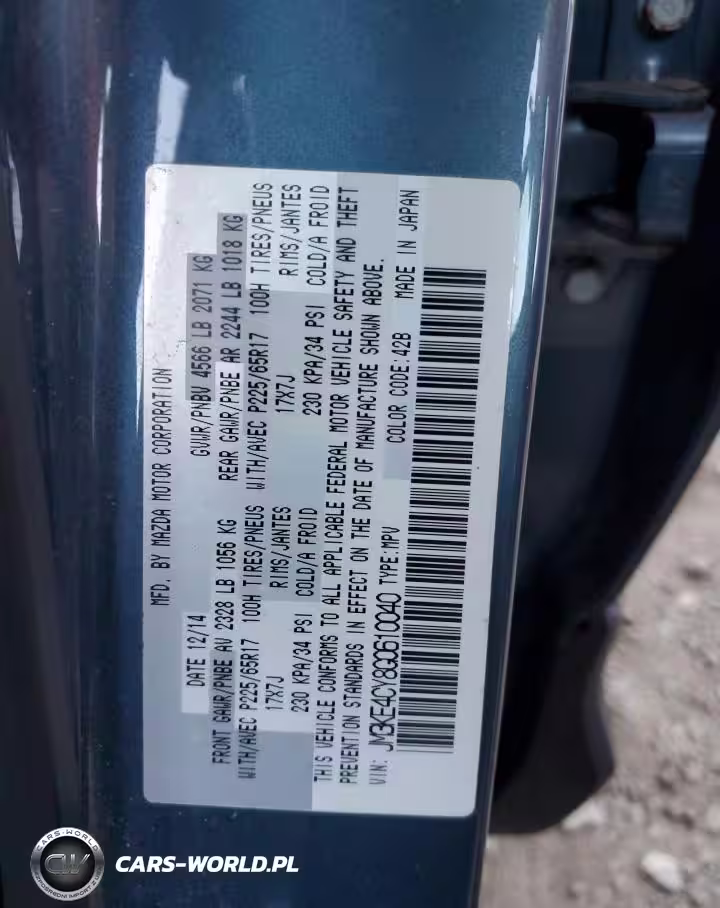 MFD. BY MAZDA MOTOR CORPORATION
DATE 12/14 GVWR/PNBV 4566 LB 2071 KG
FRONT GAWR/PNBE AV 2328 LB 1056 KG REAR GAWR/PNBE AR 2244 LB 1018 KG
WITH/AVEC P225/65R17 100H TIRES/PNEUS WITH/AVEC P225/65R17 100H TIRES/PNEUS
17X7J RIMS/JANTES 17X7J RIMS/JANTES
230 KPA/34 PSI COLD/A FROID 230 KPA/34 PSI COLD/A FROID
THIS VEHICLE CONFORMS TO ALL APPLICABLE FEDERAL MOTOR VEHICLE SAFETY AND THEFT
PREVENTION STANDARDS IN EFFECT ON THE DATE OF MANUFACTURE SHOWN ABOVE.
VIN: JM3KE4CY8G0610040 TYPE:MPV COLOR CODE:42B MADE IN JAPAN
CARS-WORLD
CW
CARS-WORLD.PL